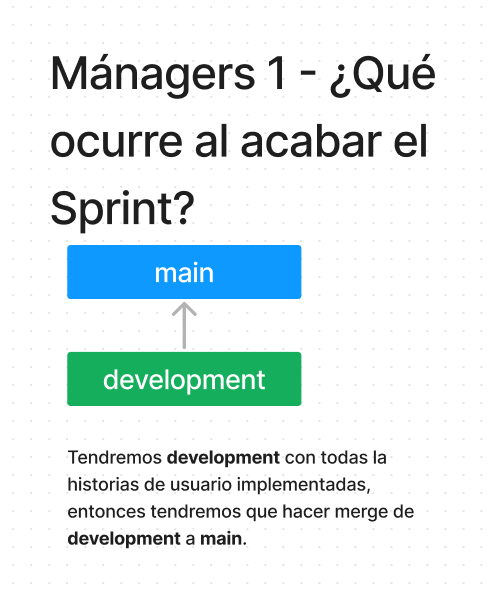 Mánagers 1 - ¿Qué
ocurre al acabar el
Sprint?
main
development
Tendremos development con todas la
historias de usuario implementadas,
entonces tendremos que hacer merge de
development a main.